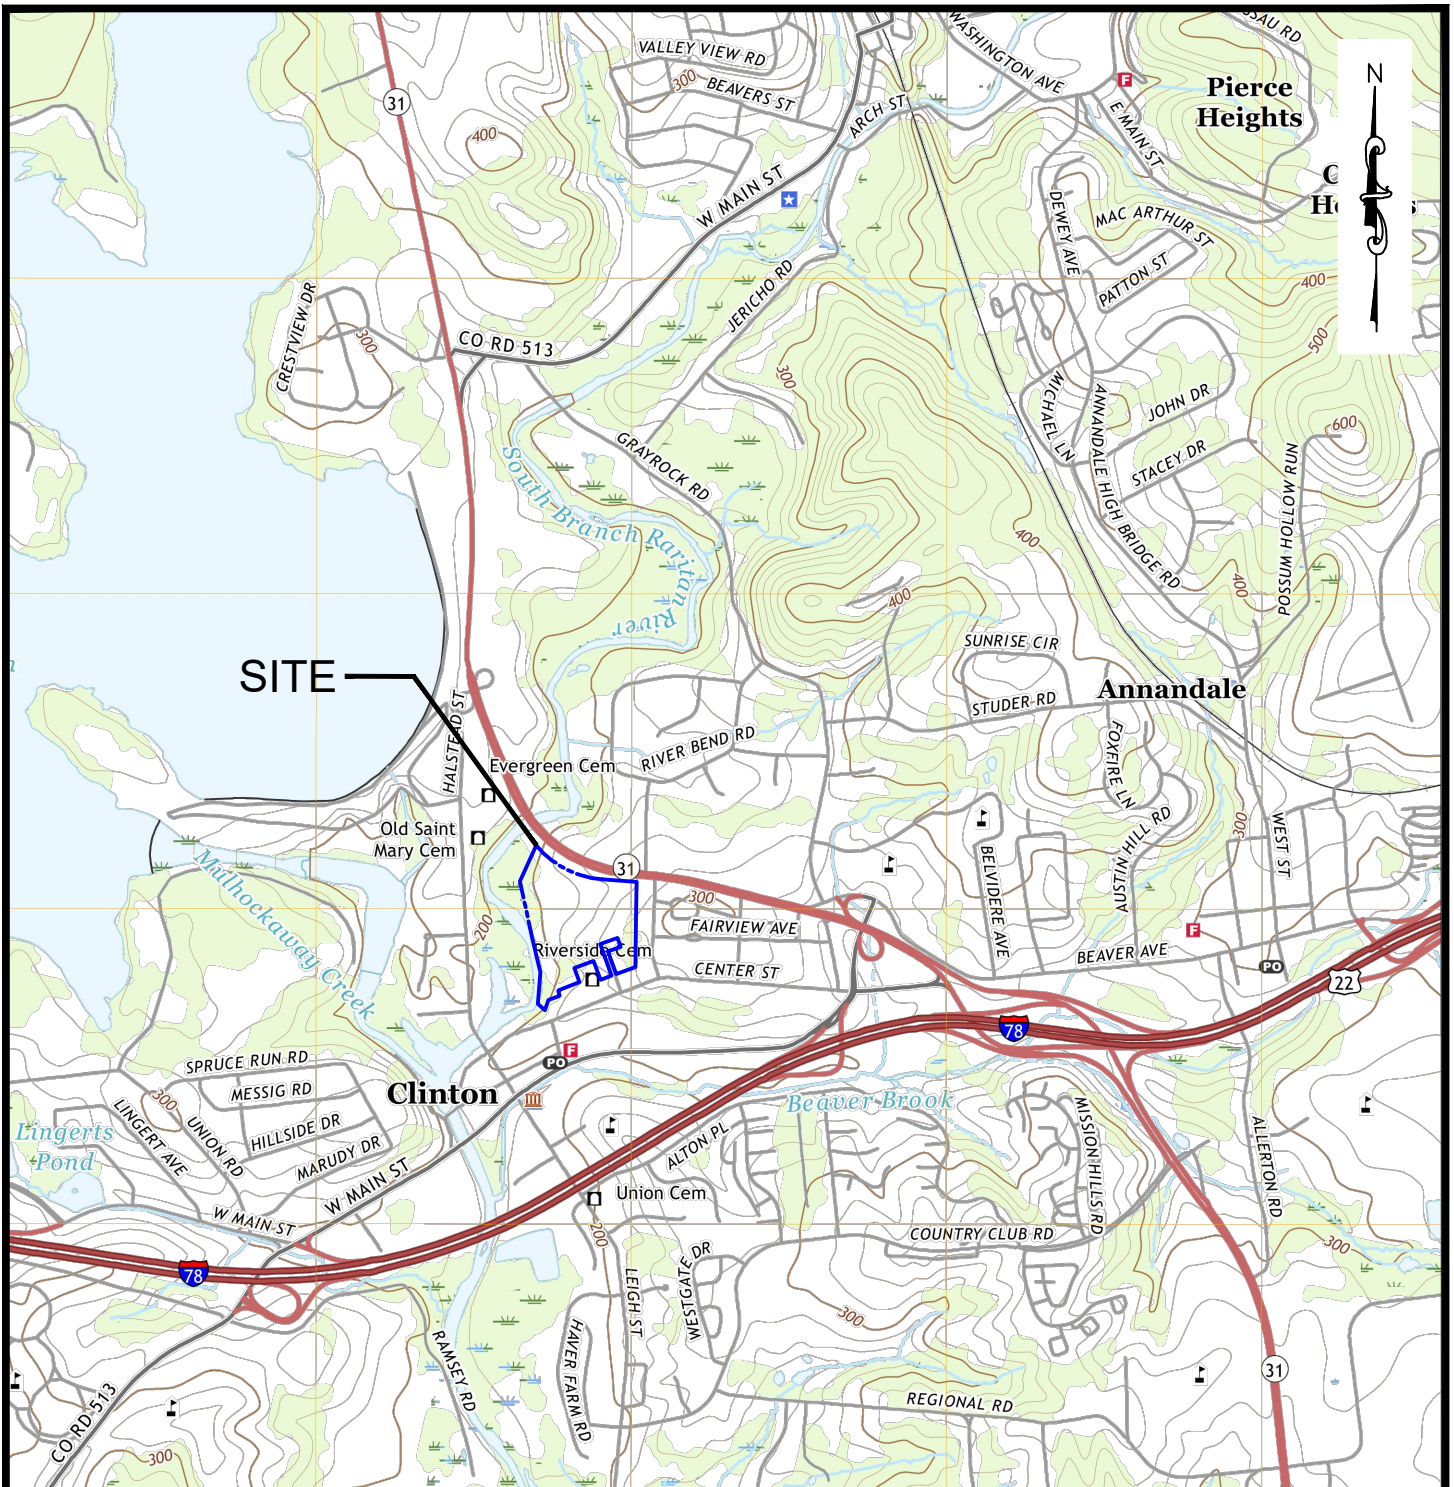 WASHINGTON AVE
SSAU RD
VALLEY VIEW RD
300
BEAVERS ST
31
400
ARCH ST
F
E MAIN ST
Pierce
Heights
N
W MAIN ST
DEWEY AVE
MAC ARTHUR ST
PATTON ST
400
JERICHO RD
CRESTVIEW DR
300
CO RD 513
500
300
MICHAEL LN
ANNANDALE HIGH BRIDGE RD
JOHN DR
STACEY DR
600
POSSUM HOLLOW RUN
GRAYROCK RD
South Branch Raritan
River
400
400
400
SUNRISE CIR
STUDER RD
Annandale
SITE
HALSTEAD ST
RIVER BEND RD
FOXFIRE LN
Evergreen Cem
Old Saint
Mary Cem
AUSTIN HILL RD
300
WEST ST
BELVIDERE AVE
Mulhockaway Creek
31
300
FAIRVIEW AVE
200
Riverside Cem
CENTER ST
BEAVER AVE
F
PO
22
78
SPRUCE RUN RD
MESSIG RD
300
Clinton
PO
F
Beaver Brook
LINGERT AVE
UNION RD
HILLSIDE DR
MARUDY DR
Lingerts
Pond
W MAIN ST
W MAIN ST
ALTON PL
Union Cem
MISSION HILLS RD
ALLERTON RD
COUNTRY CLUB RD
200
300
78
LEIGH ST
WESTGATE DR
300
HAVER FARM RD
RAMSEY RD
31
REGIONAL RD
CO RD 513
300